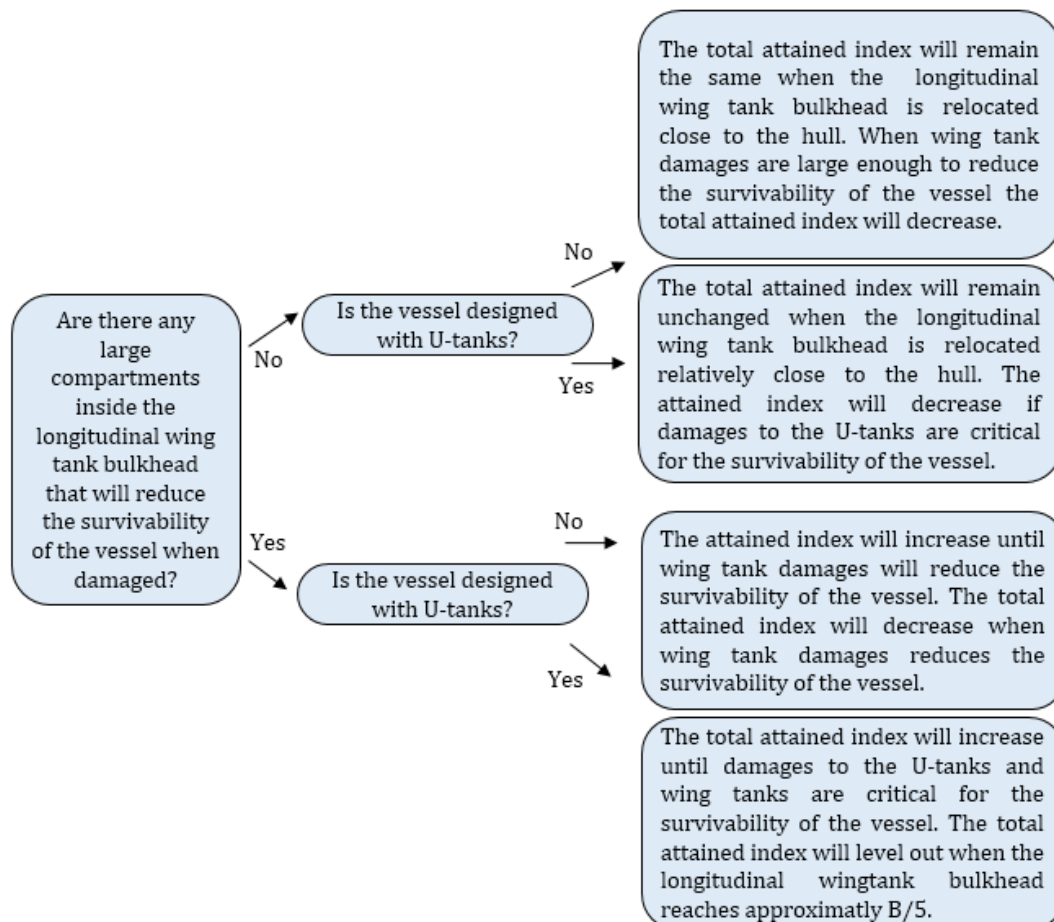 Are there any
large
compartments
inside the
longitudinal wing
tank bulkhead
that will reduce
the survivability
of the vessel when
damaged?
No
Is the vessel designed
with U-tanks?
No
The total attained index will remain
the same when the longitudinal
wing tank bulkhead is relocated
close to the hull. When wing tank
damages are large enough to reduce
the survivability of the vessel the
total attained index will decrease.
Yes
The total attained index will remain
unchanged when the longitudinal
wing tank bulkhead is relocated
relatively close to the hull. The
attained index will decrease if
damages to the U-tanks are critical
for the survivability of the vessel.
Yes
Is the vessel designed
with U-tanks?
No
The attained index will increase until
wing tank damages will reduce the
survivability of the vessel. The total
attained index will decrease when
wing tank damages reduces the
survivability of the vessel.
Yes
The total attained index will increase
until damages to the U-tanks and
wing tanks are critical for the
survivability of the vessel. The total
attained index will level out when the
longitudinal wingtank bulkhead
reaches approximatly B/5.